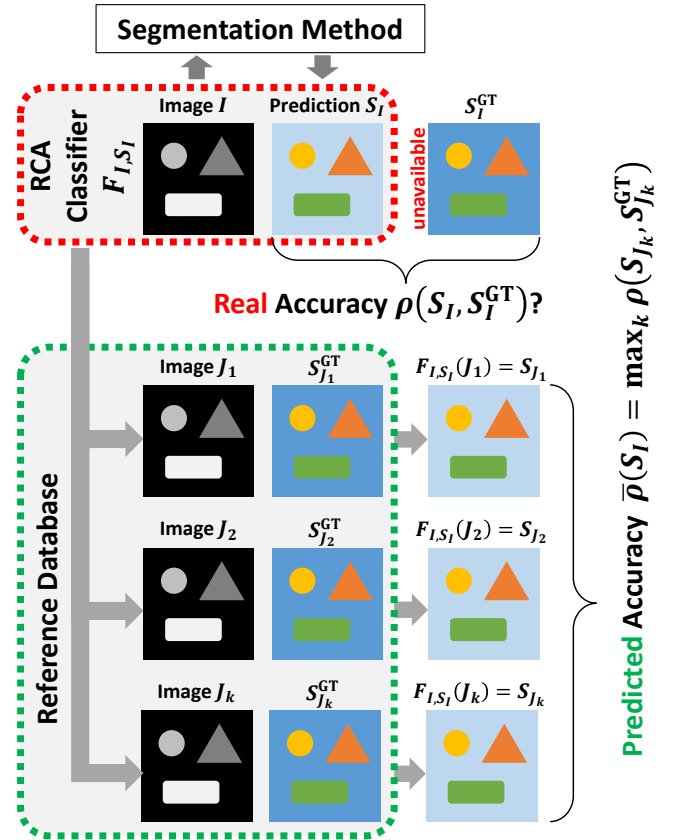 Segmentation Method
RCA
Classifier
F_{I,S_I}
Image I
Prediction S_I
S_I^{GT}
unavailable
Real Accuracy ρ(S_I, S_I^{GT})?
Reference Database
Image J_1
S_{J_1}^{GT}
F_{I,S_I}(J_1) = S_{J_1}
Image J_2
S_{J_2}^{GT}
F_{I,S_I}(J_2) = S_{J_2}
Image J_k
S_{J_k}^{GT}
F_{I,S_I}(J_k) = S_{J_k}
Predicted Accuracy ρ̅(S_I) = max_k ρ(S_{J_k}, S_{J_k}^{GT})